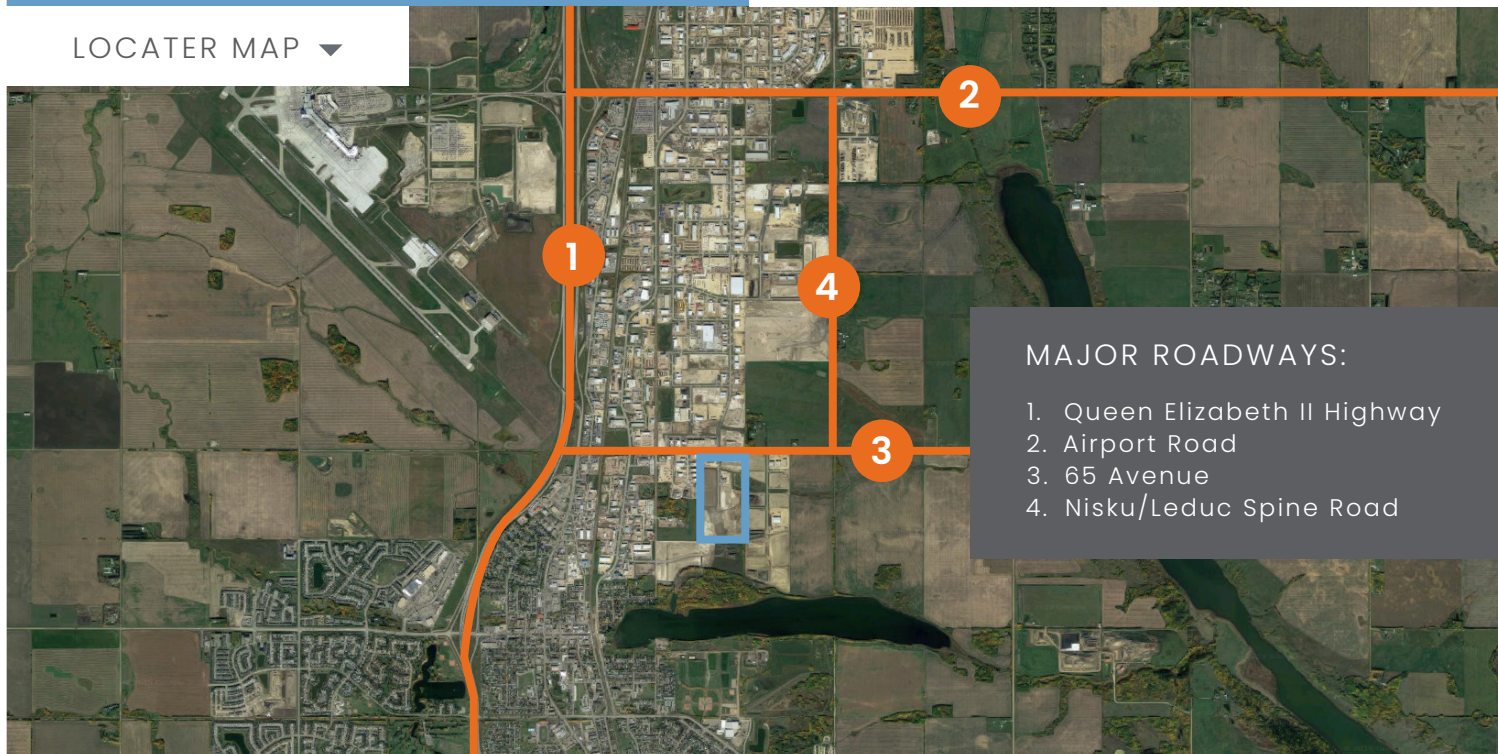 LOCATER MAP
2
1
4
MAJOR ROADWAYS:
1. Queen Elizabeth II Highway
2. Airport Road
3. 65 Avenue
4. Nisku/Leduc Spine Road
3